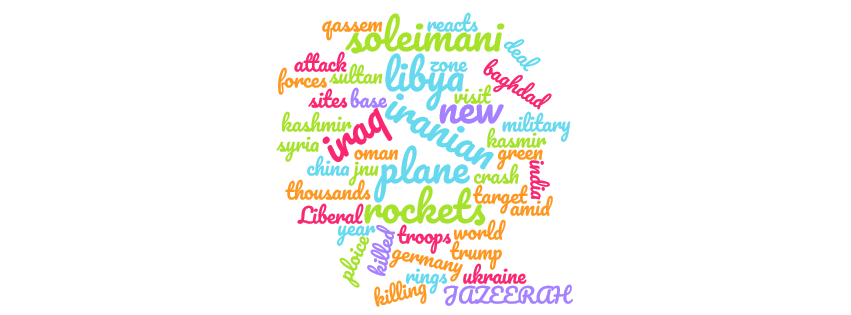 qassem reacts
soleimani
deal
attack libya zone
baghdad
forces sultan
sites base visit
iranian new
kashmir military
iraq kasmir
syria oman green
china jnu plane crash india
thousands target
Liberal rockets amid
year troops world
ploice killed germany trump
rings ukraine
killing JAZEERAH